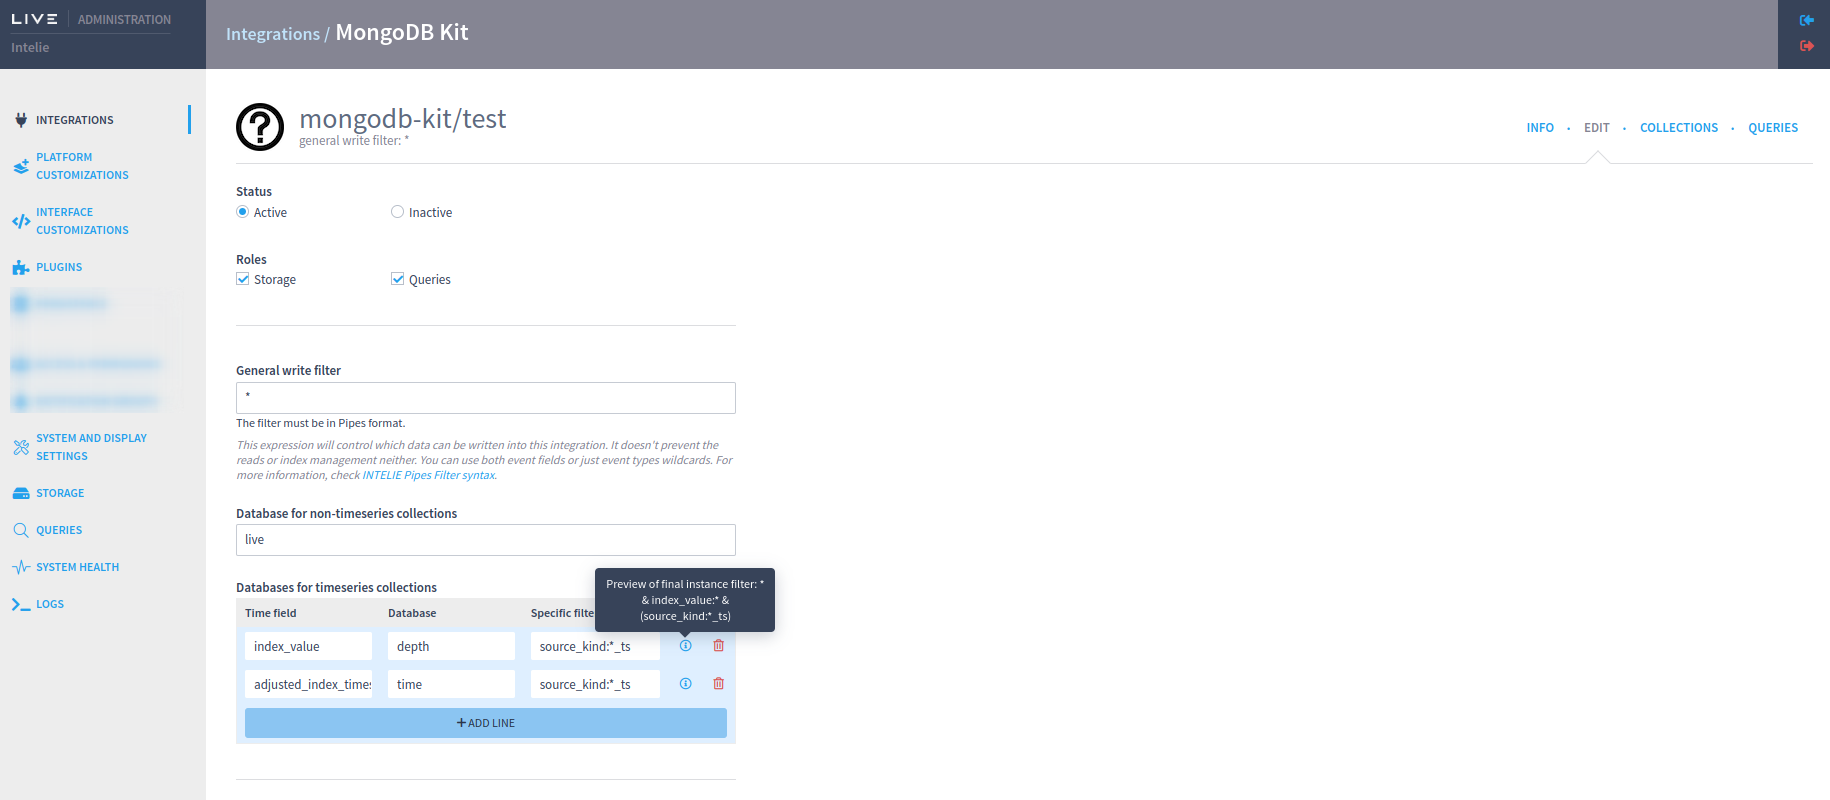 LIVE ADMINISTRATION
Intelie
Integrations / MongoDB Kit
INTEGRATIONS
PLATFORM
CUSTOMIZATIONS
INTERFACE
CUSTOMIZATIONS
PLUGINS
SYSTEM AND DISPLAY
SETTINGS
STORAGE
QUERIES
SYSTEM HEALTH
LOGS
mongodb-kit/test
general write filter: *
INFO • EDIT • COLLECTIONS • QUERIES
Status
Active Inactive
Roles
Storage Queries
General write filter
*
The filter must be in Pipes format.
This expression will control which data can be written into this integration. It doesn't prevent the
reads or index management neither. You can use both event fields or just event types wildcards. For
more information, check INTELIE Pipes Filter syntax.
Database for non-timeseries collections
live
Databases for timeseries collections
Preview of final instance filter: *
& index_value:* &
(source_kind:*_ts)
Time field Database Specific filte
index_value depth source_kind:*_ts
adjusted_index_times time source_kind:*_ts
+ ADD LINE